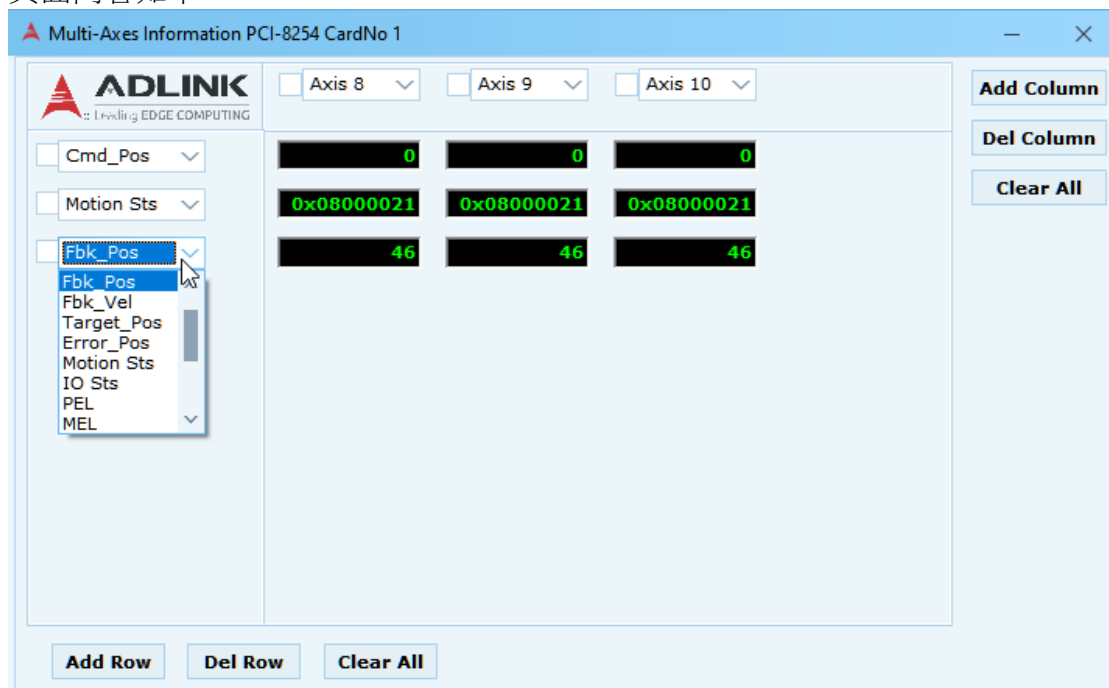 Multi-Axes Information PCI-8254 CardNo 1
ADLINK
Leading EDGE COMPUTING
Axis 8 Axis 9 Axis 10
Add Column
Del Column
Clear All
Cmd_Pos 0 0 0
Motion Sts 0x08000021 0x08000021 0x08000021
Fbk_Pos 46 46 46
Fbk_Pos
Fbk_Vel
Target_Pos
Error_Pos
Motion Sts
IO Sts
PEL
MEL
Add Row Del Row Clear All